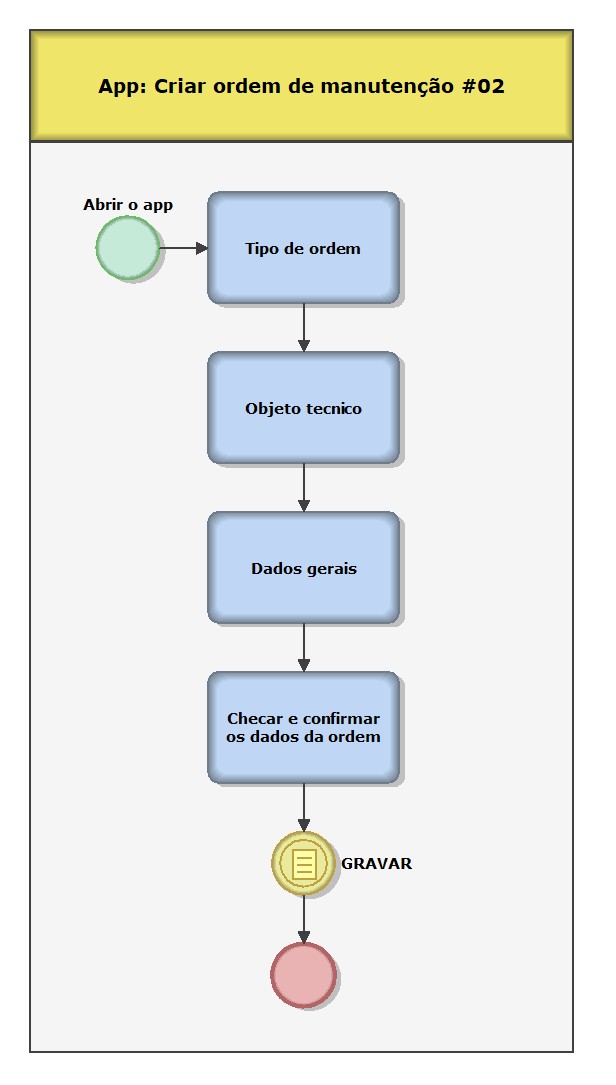 App: Criar ordem de manutenção #02
Abrir o app
Tipo de ordem
Objeto tecnico
Dados gerais
Checar e confirmar
os dados da ordem
GRAVAR